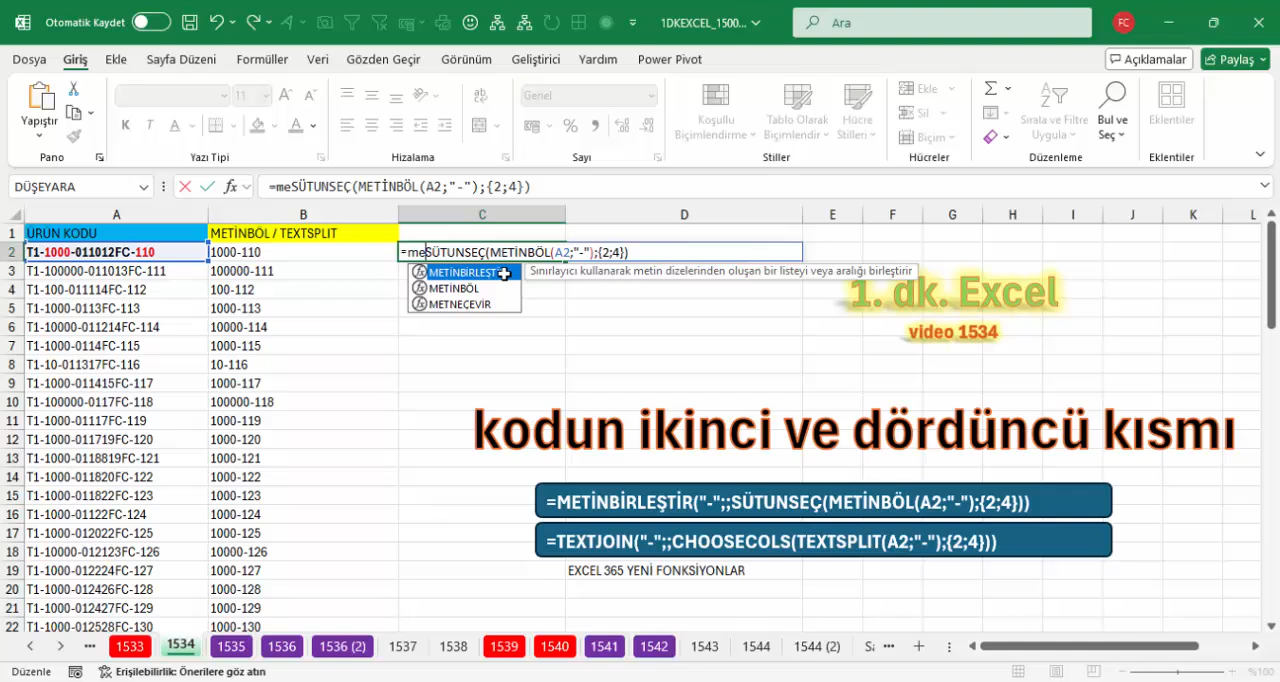 Otomatik Kaydet
1DKEXCEL_1500...
Ara
FC
Dosya Giriş Ekle Sayfa Düzeni Formüller Veri Gözden Geçir Görünüm Geliştirici Yardım Power Pivot
Açıklamalar
Paylaş
Yapıştır
Pano
11
K T A
Yazı Tipi
Hizalama
Genel
Sayı
Koşullu Biçimlendirme
Tablo Olarak Biçimlendir
Hücre Stilleri
Stiller
Ekle
Sil
Biçim
Hücreler
Sırala ve Filtre Uygula
Bul ve Seç
Düzenleme
Eklentiler
Eklentiler
DÜŞEYARA
fx
=meSÜTUNSEÇ(METİNBÖL(A2;"-");{2;4})
A B C D E F G H I J K L
1 ÜRÜN KODU METİNBÖL / TEXTSPLIT
2 T1-1000-011012FC-110 1000-110 =meSÜTUNSEÇ(METİNBÖL(A2;"-");{2;4})
3 T1-100000-011013FC-111 100000-111
METİNBİRLEŞTİ Sınırlayıcı kullanarak metin dizelerinden oluşan bir listeyi veya aralığı birleştirir
4 T1-100-011114FC-112 100-112 METİNBÖL
METNEÇEVİR
1. dk. Excel
5 T1-1000-0113FC-113 1000-113
6 T1-10000-011214FC-114 10000-114
video 1534
7 T1-1000-0114FC-115 1000-115
8 T1-10-011317FC-116 10-116
9 T1-1000-011415FC-117 1000-117
10 T1-100000-0117FC-118 100000-118
11 T1-1000-01117FC-119 1000-119
kodun ikinci ve dördüncü kısmı
12 T1-1000-011719FC-120 1000-120
13 T1-1000-0118819FC-121 1000-121
14 T1-1000-011820FC-122 1000-122
15 T1-1000-011822FC-123 1000-123
=METİNBİRLEŞTİR("-";;SÜTUNSEÇ(METİNBÖL(A2;"-");{2;4}))
16 T1-1000-01122FC-124 1000-124
17 T1-1000-012022FC-125 1000-125
=TEXTJOIN("-";;CHOOSECOLS(TEXTSPLIT(A2;"-");{2;4}))
18 T1-10000-012123FC-126 10000-126
19 T1-1000-012224FC-127 1000-127 EXCEL 365 YENİ FONKSİYONLAR
20 T1-1000-012426FC-128 1000-128
21 T1-1000-012427FC-129 1000-129
22 T1-1000-012528FC-130 1000-130
1533 1534 1535 1536 1536 (2) 1537 1538 1539 1540 1541 1542 1543 1544 1544 (2)
Düzenle
Erişilebilirlik: Önerilere göz atın
%100